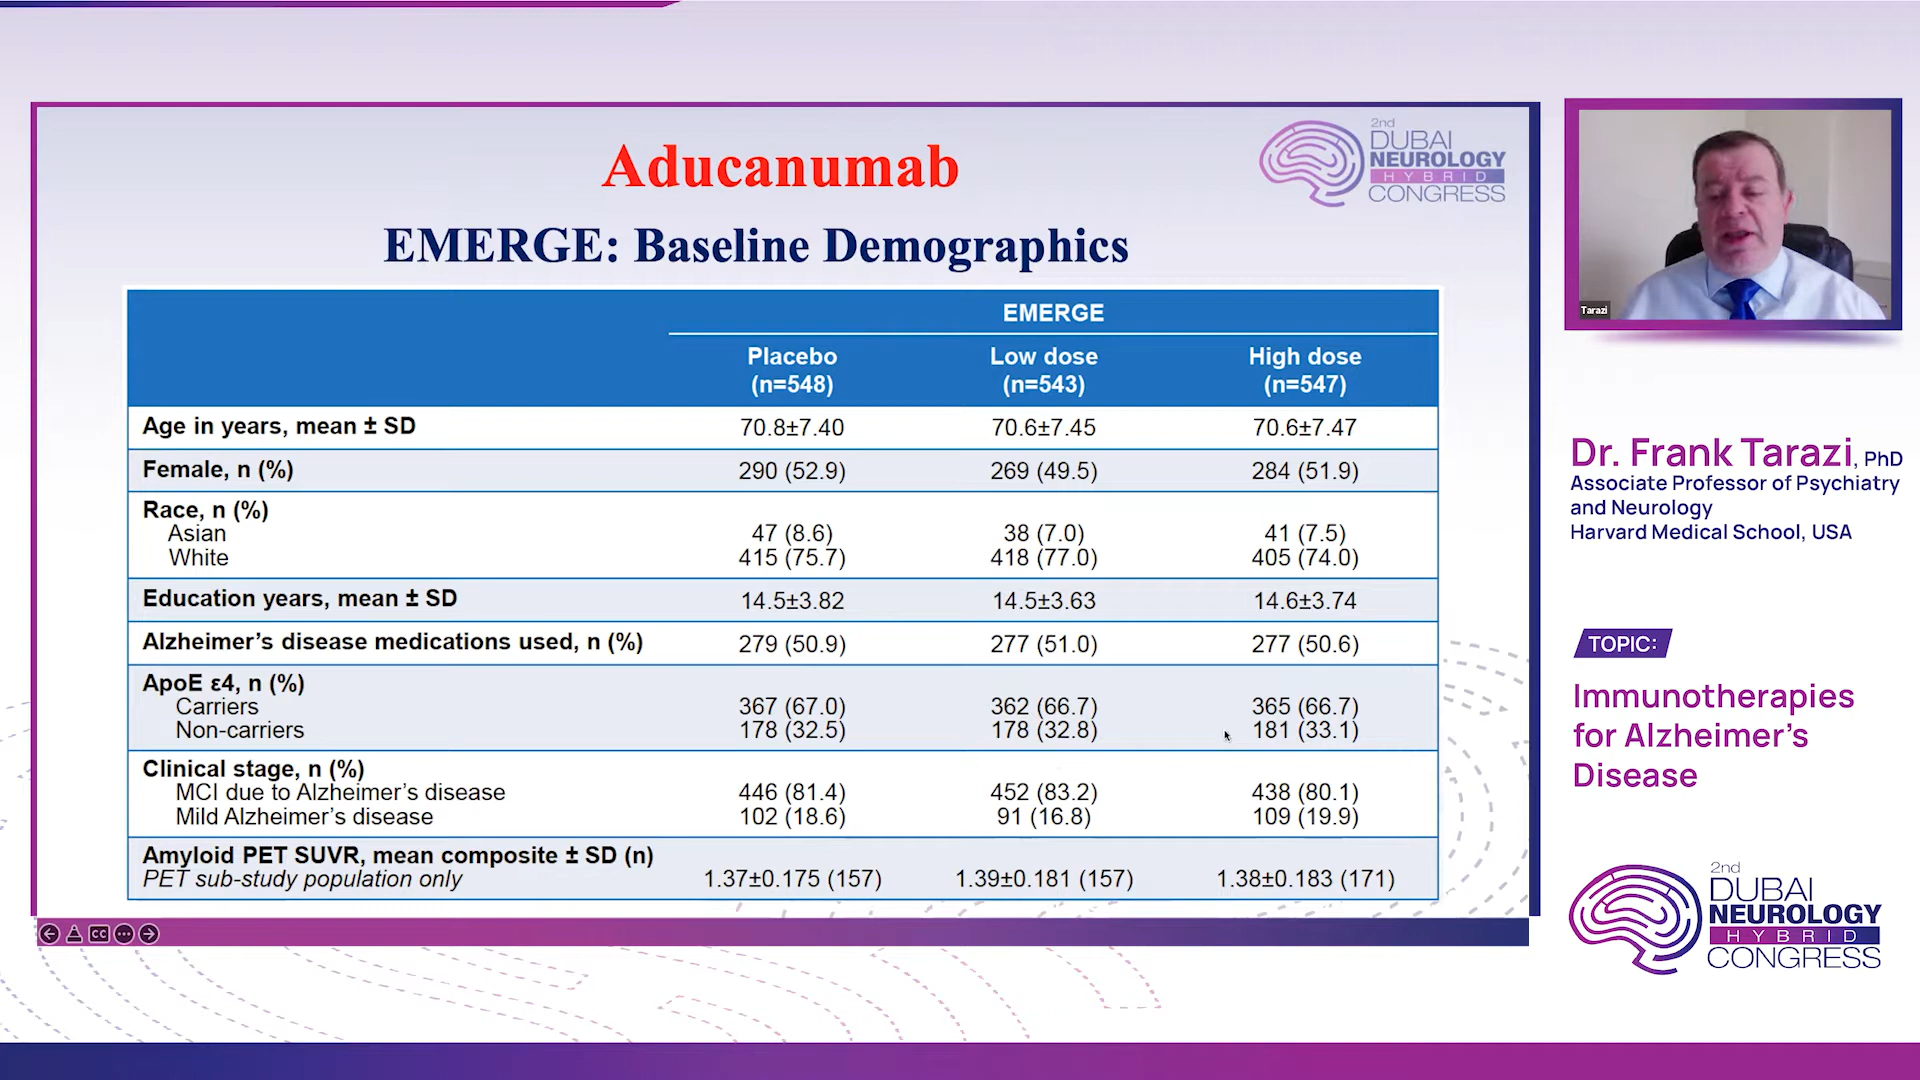 Aducanumab
EMERGE: Baseline Demographics
2nd
DUBAI
NEUROLOGY
HYBRID
CONGRESS
EMERGE
Placebo Low dose High dose
(n=548) (n=543) (n=547)
Age in years, mean ± SD 70.8±7.40 70.6±7.45 70.6±7.47
Female, n (%) 290 (52.9) 269 (49.5) 284 (51.9)
Race, n (%)
Asian 47 (8.6) 38 (7.0) 41 (7.5)
White 415 (75.7) 418 (77.0) 405 (74.0)
Education years, mean ± SD 14.5±3.82 14.5±3.63 14.6±3.74
Alzheimer’s disease medications used, n (%) 279 (50.9) 277 (51.0) 277 (50.6)
ApoE ε4, n (%)
Carriers 367 (67.0) 362 (66.7) 365 (66.7)
Non-carriers 178 (32.5) 178 (32.8) 181 (33.1)
Clinical stage, n (%)
MCI due to Alzheimer’s disease 446 (81.4) 452 (83.2) 438 (80.1)
Mild Alzheimer’s disease 102 (18.6) 91 (16.8) 109 (19.9)
Amyloid PET SUVR, mean composite ± SD (n)
PET sub-study population only 1.37±0.175 (157) 1.39±0.181 (157) 1.38±0.183 (171)
CC
Tarazi
Dr. Frank Tarazi, PhD
Associate Professor of Psychiatry
and Neurology
Harvard Medical School, USA
TOPIC:
Immunotherapies
for Alzheimer’s
Disease
2nd
DUBAI
NEUROLOGY
HYBRID
CONGRESS